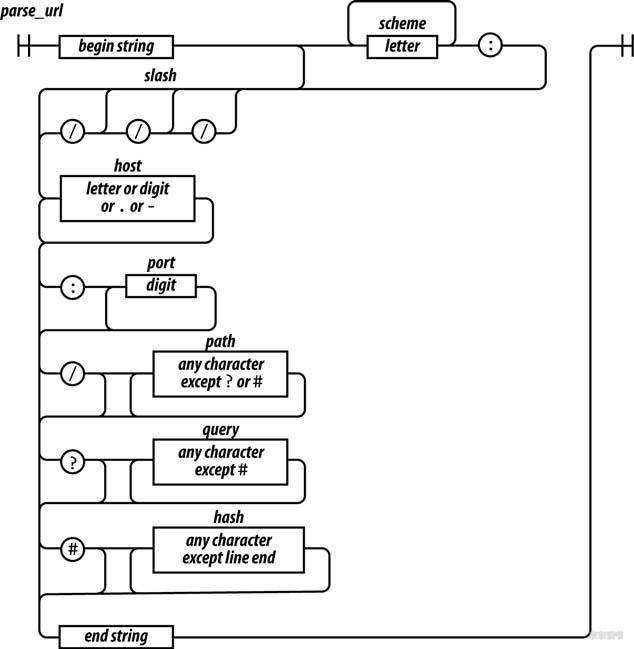 parse_url
scheme
begin string
letter
:
slash
/ / /
host
letter or digit
or . or -
port
: digit
path
/
any character
except ? or #
query
?
any character
except #
hash
#
any character
except line end
end string